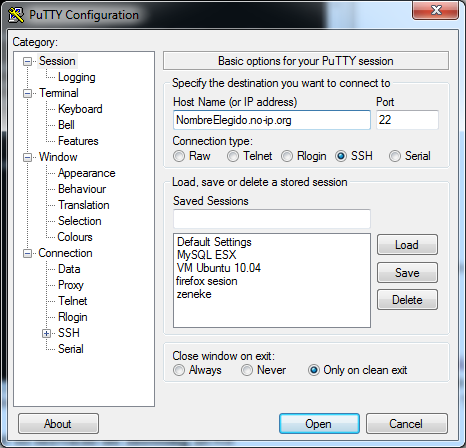 PuTTY Configuration
Category:
Session
Logging
Terminal
Keyboard
Bell
Features
Window
Appearance
Behaviour
Translation
Selection
Colours
Connection
Data
Proxy
Telnet
Rlogin
SSH
Serial
Basic options for your PuTTY session
Specify the destination you want to connect to
Host Name (or IP address) Port
NombreElegido.no-ip.org 22
Connection type:
Raw Telnet Rlogin SSH Serial
Load, save or delete a stored session
Saved Sessions
Default Settings
MySQL ESX
VM Ubuntu 10.04
firefox sesion
zeneke
Load
Save
Delete
Close window on exit:
Always Never Only on clean exit
About Open Cancel